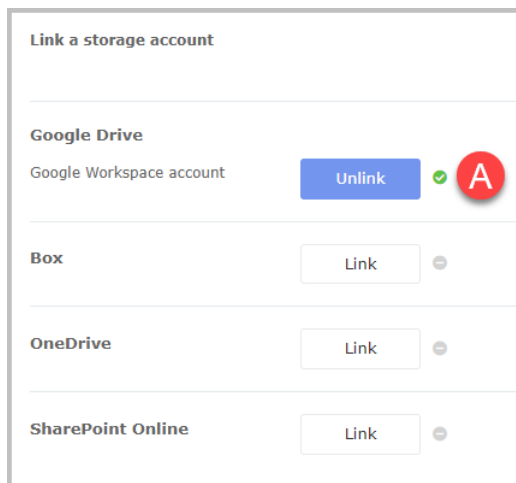 Link a storage account
Google Drive
Google Workspace account
Unlink
A
Box
Link
OneDrive
Link
SharePoint Online
Link